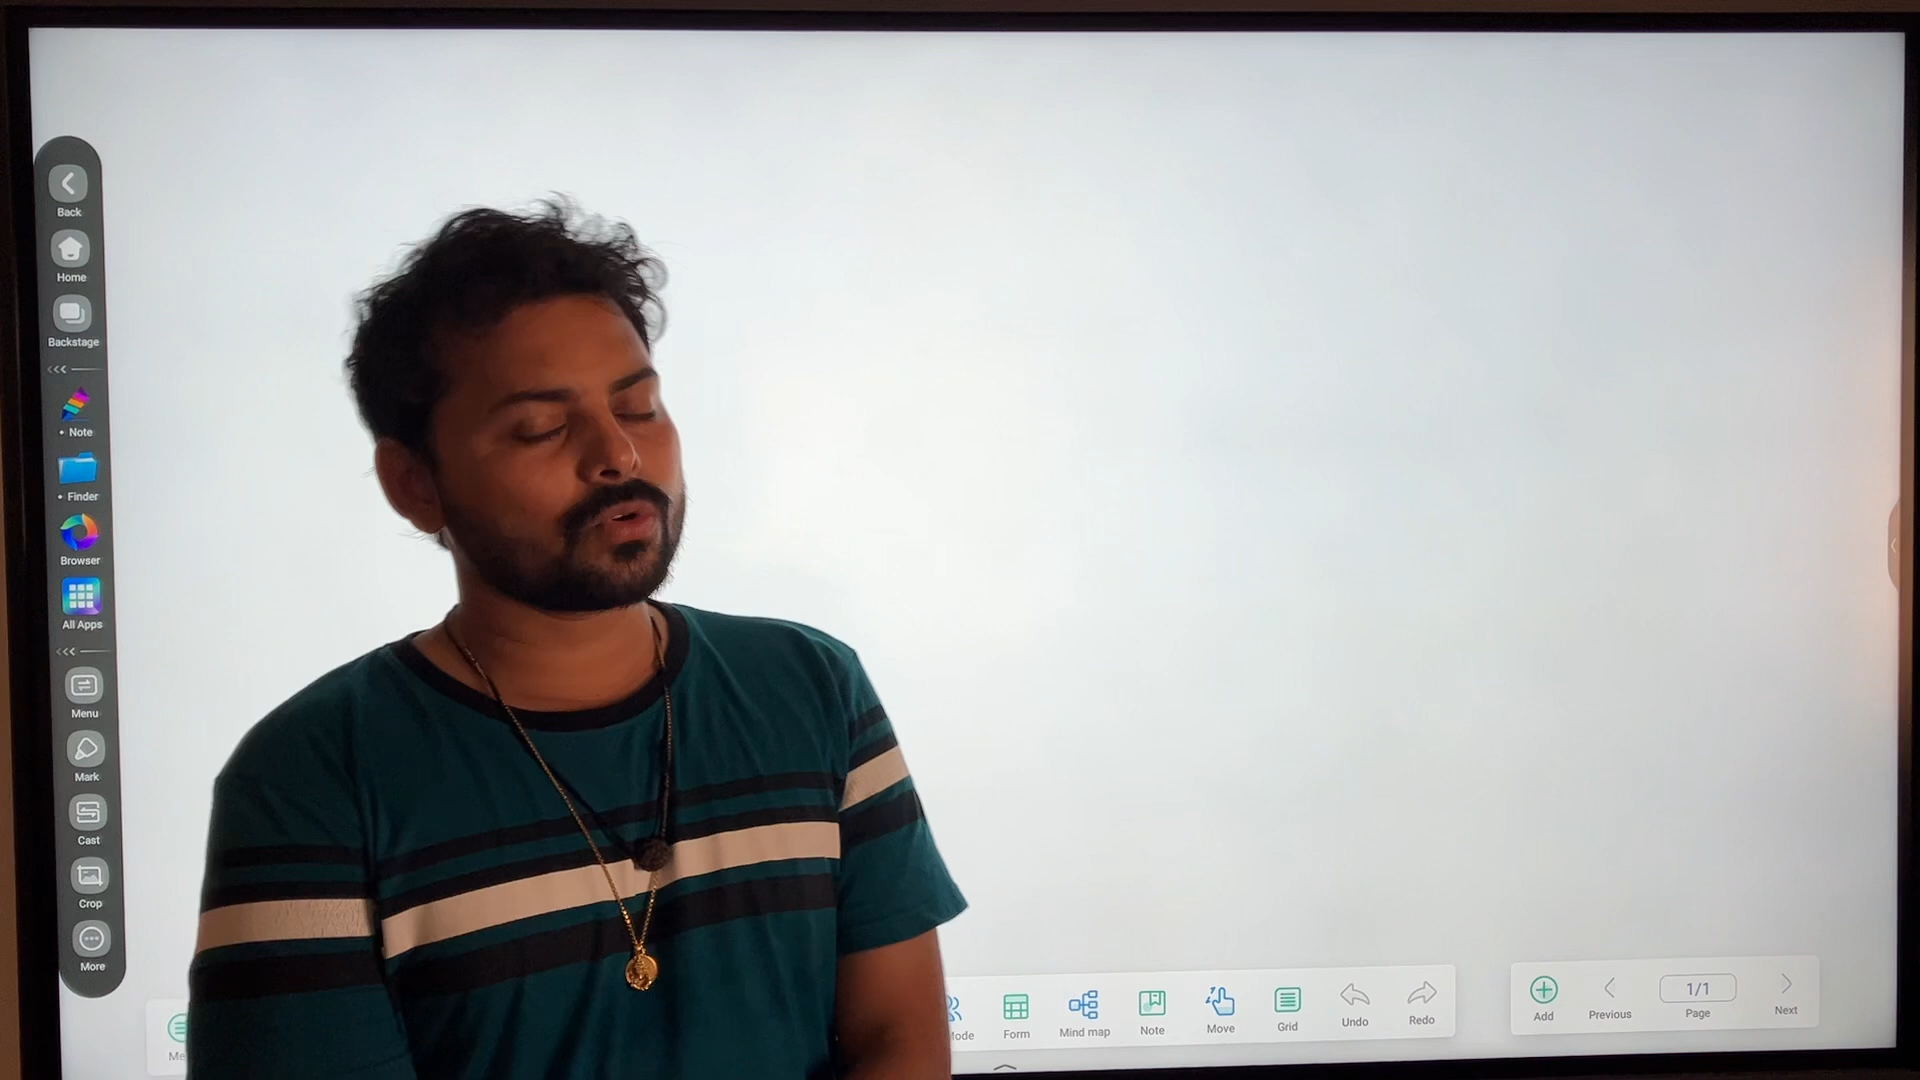 Back
Home
Backstage
• Note
• Finder
Browser
All Apps
Menu
Mark
Cast
Crop
More
Form
Mind map
Note
Move
Grid
Undo
Redo
Add
Previous
1/1
Page
Next